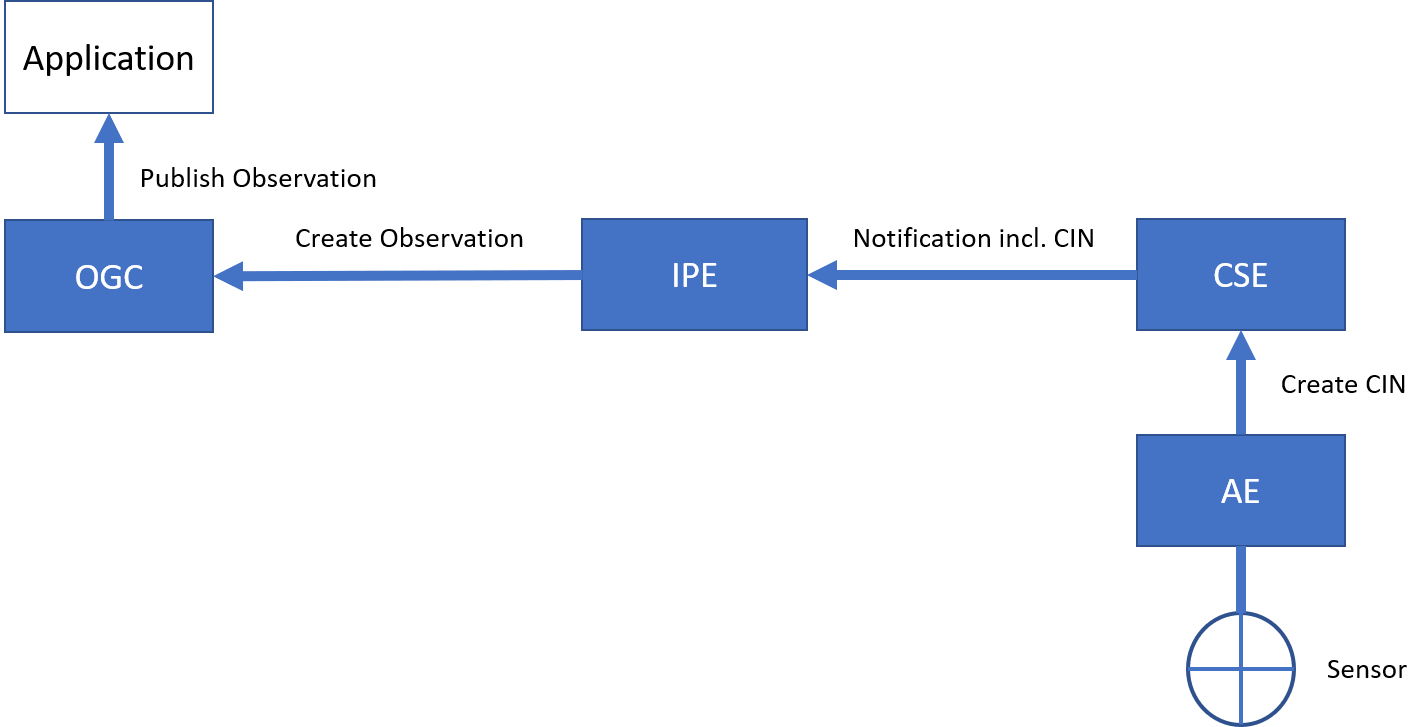 Application
Publish Observation
OGC
Create Observation
IPE
Notification incl. CIN
CSE
Create CIN
AE
Sensor